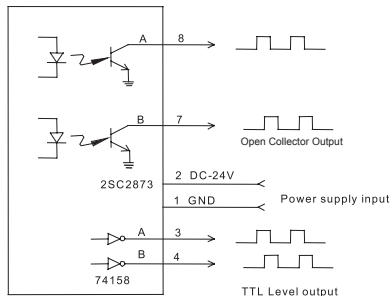 A 8
B 7
Open Collector Output
2SC2873
2 DC-24V
1 GND
Power supply input
A 3
B 4
74158
TTL Level output